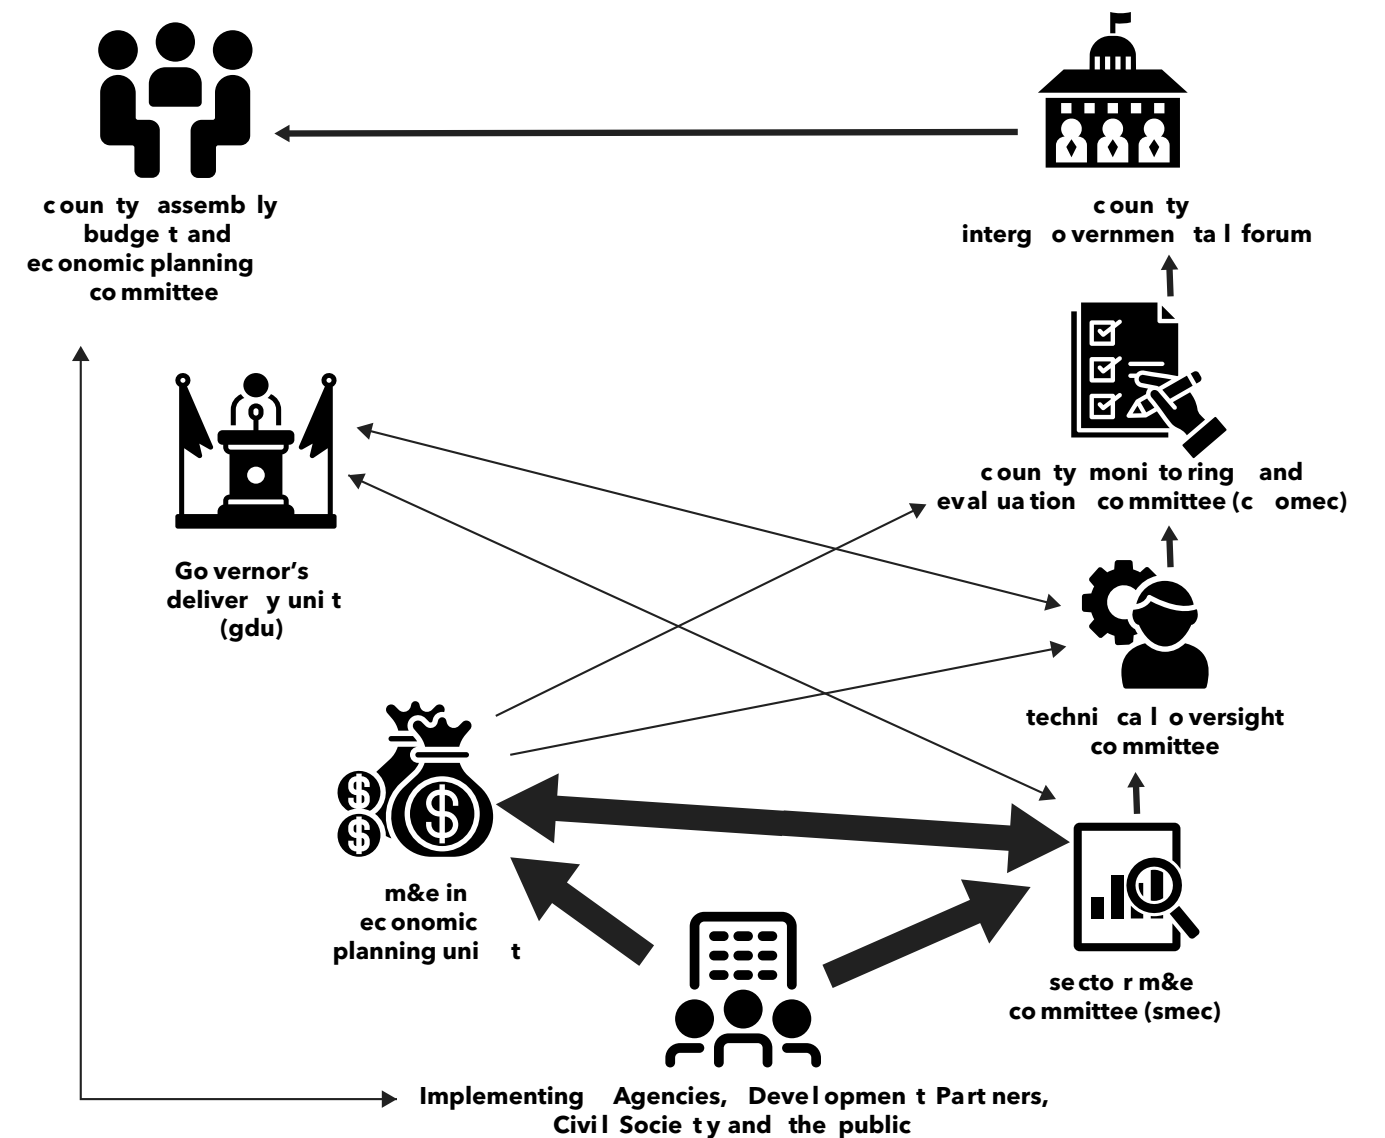 county assembly
budget and
economic planning
committee
county
intergovernmental forum
county monitoring and
evaluation committee (comec)
Governor's
delivery unit
(gdu)
technical oversight
committee
m&e in
economic
planning unit
sector m&e
committee (smec)
Implementing Agencies, Development Partners,
Civil Society and the public